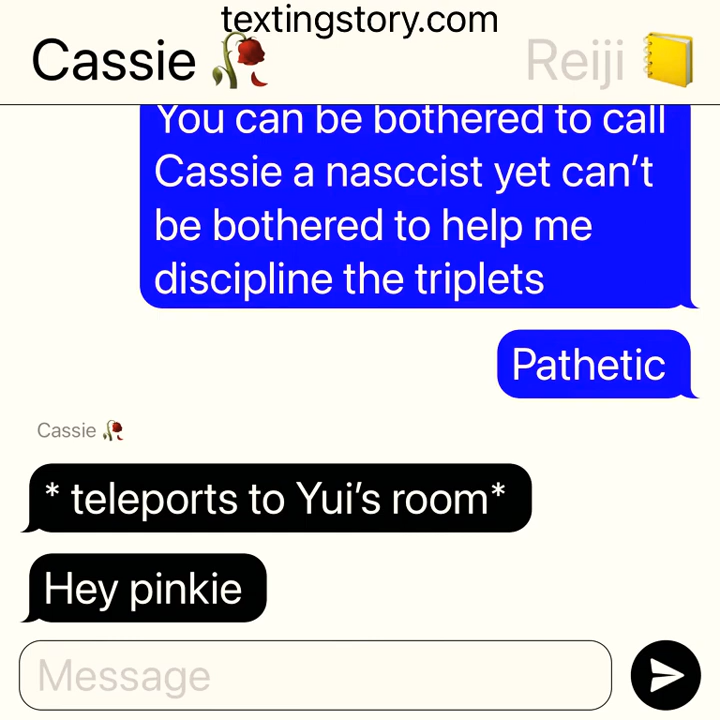 textingstory.com
Cassie 🥀 Reiji 📒
You can be bothered to call
Cassie a nasccist yet can't
be bothered to help me
discipline the triplets
Pathetic
Cassie 🥀
* teleports to Yui's room*
Hey pinkie
Message